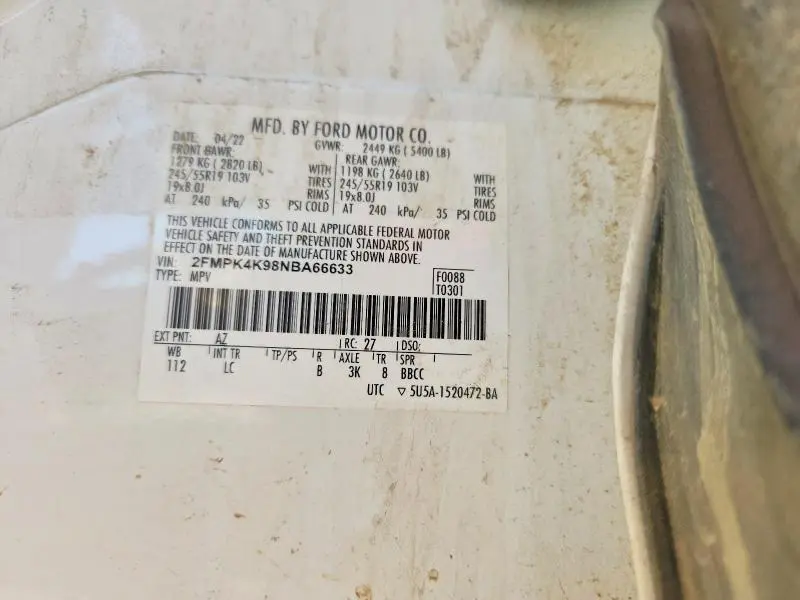 MFD. BY FORD MOTOR CO.
DATE: 04/22 GVWR: 2449 KG ( 5400 LB)
FRONT GAWR: REAR GAWR:
1279 KG ( 2820 LB) WITH 1198 KG ( 2640 LB) WITH
245/55R19 103V TIRES 245/55R19 103V TIRES
19x8.0J RIMS 19x8.0J RIMS
AT 240 kPa/ 35 PSI COLD AT 240 kPa/ 35 PSI COLD
THIS VEHICLE CONFORMS TO ALL APPLICABLE FEDERAL MOTOR
VEHICLE SAFETY AND THEFT PREVENTION STANDARDS IN
EFFECT ON THE DATE OF MANUFACTURE SHOWN ABOVE.
VIN: 2FMPK4K98NBA66633 F0088
TYPE: MPV T0301
EXT PNT: AZ RC: 27 DSO:
WB INT TR TP/PS R AXLE TR SPR
112 LC B 3K 8 BBCC
UTC ▽ 5U5A-1520472-BA